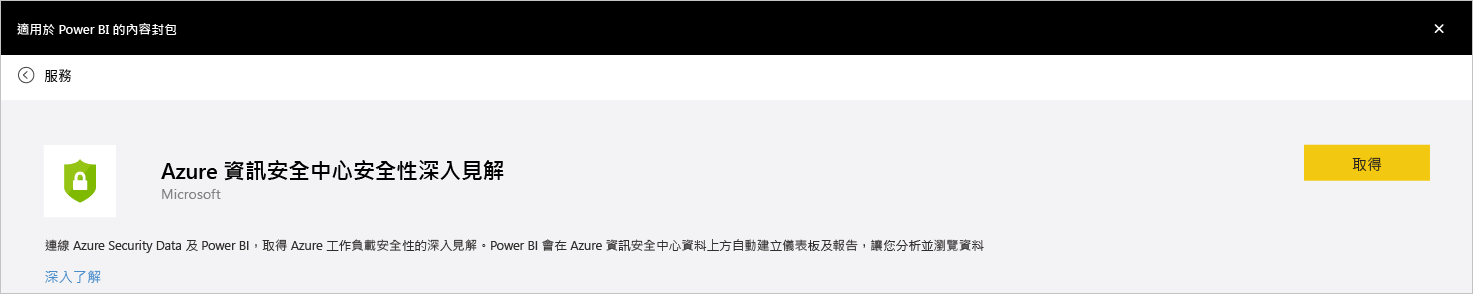 適用於 Power BI 的內容封包
服務
Azure 資訊安全中心安全性深入見解
Microsoft
取得
連線 Azure Security Data 及 Power BI，取得 Azure 工作負載安全性的深入見解。Power BI 會在 Azure 資訊安全中心資料上方自動建立儀表板及報告，讓您分析並瀏覽資料
深入了解